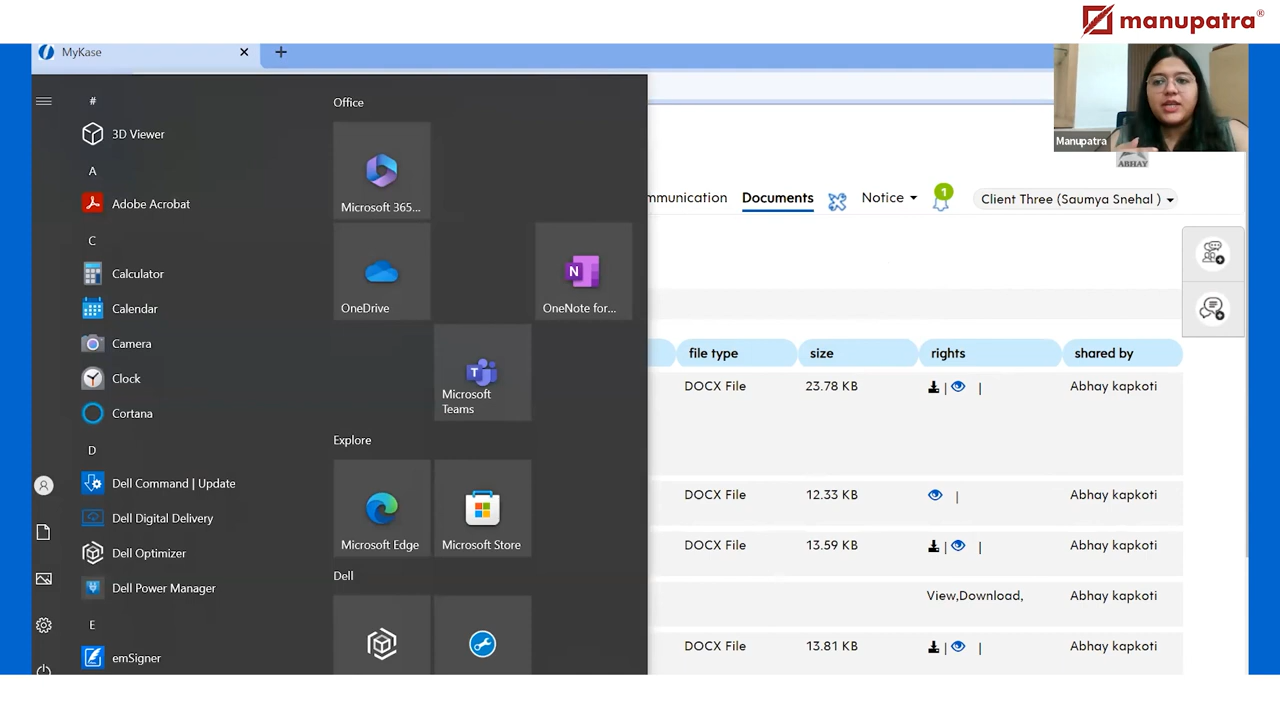 manupatra®
MyKase
#
3D Viewer
A
Adobe Acrobat
C
Calculator
Calendar
Camera
Clock
Cortana
D
Dell Command | Update
Dell Digital Delivery
Dell Optimizer
Dell Power Manager
E
emSigner
Office
Microsoft 365...
OneDrive
OneNote for...
Microsoft
Teams
Explore
Microsoft Edge
Microsoft Store
Dell
Manupatra
ABHAY
mmunication Documents Notice 1 Client Three (Saumya Snehal )
file type size rights shared by
DOCX File 23.78 KB | | Abhay kapkoti
DOCX File 12.33 KB | Abhay kapkoti
DOCX File 13.59 KB | | Abhay kapkoti
View,Download, Abhay kapkoti
DOCX File 13.81 KB | | Abhay kapkoti